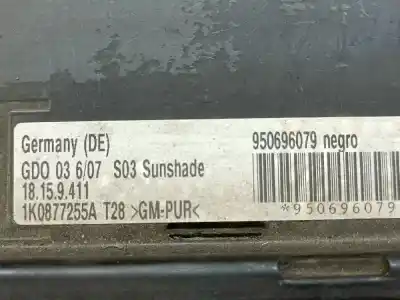 Germany (DE)
GDO 03 6/07 S03 Sunshade
18.15.9.411
1K0877255A T28 >GM-PUR<
950696079 negro
*950696079